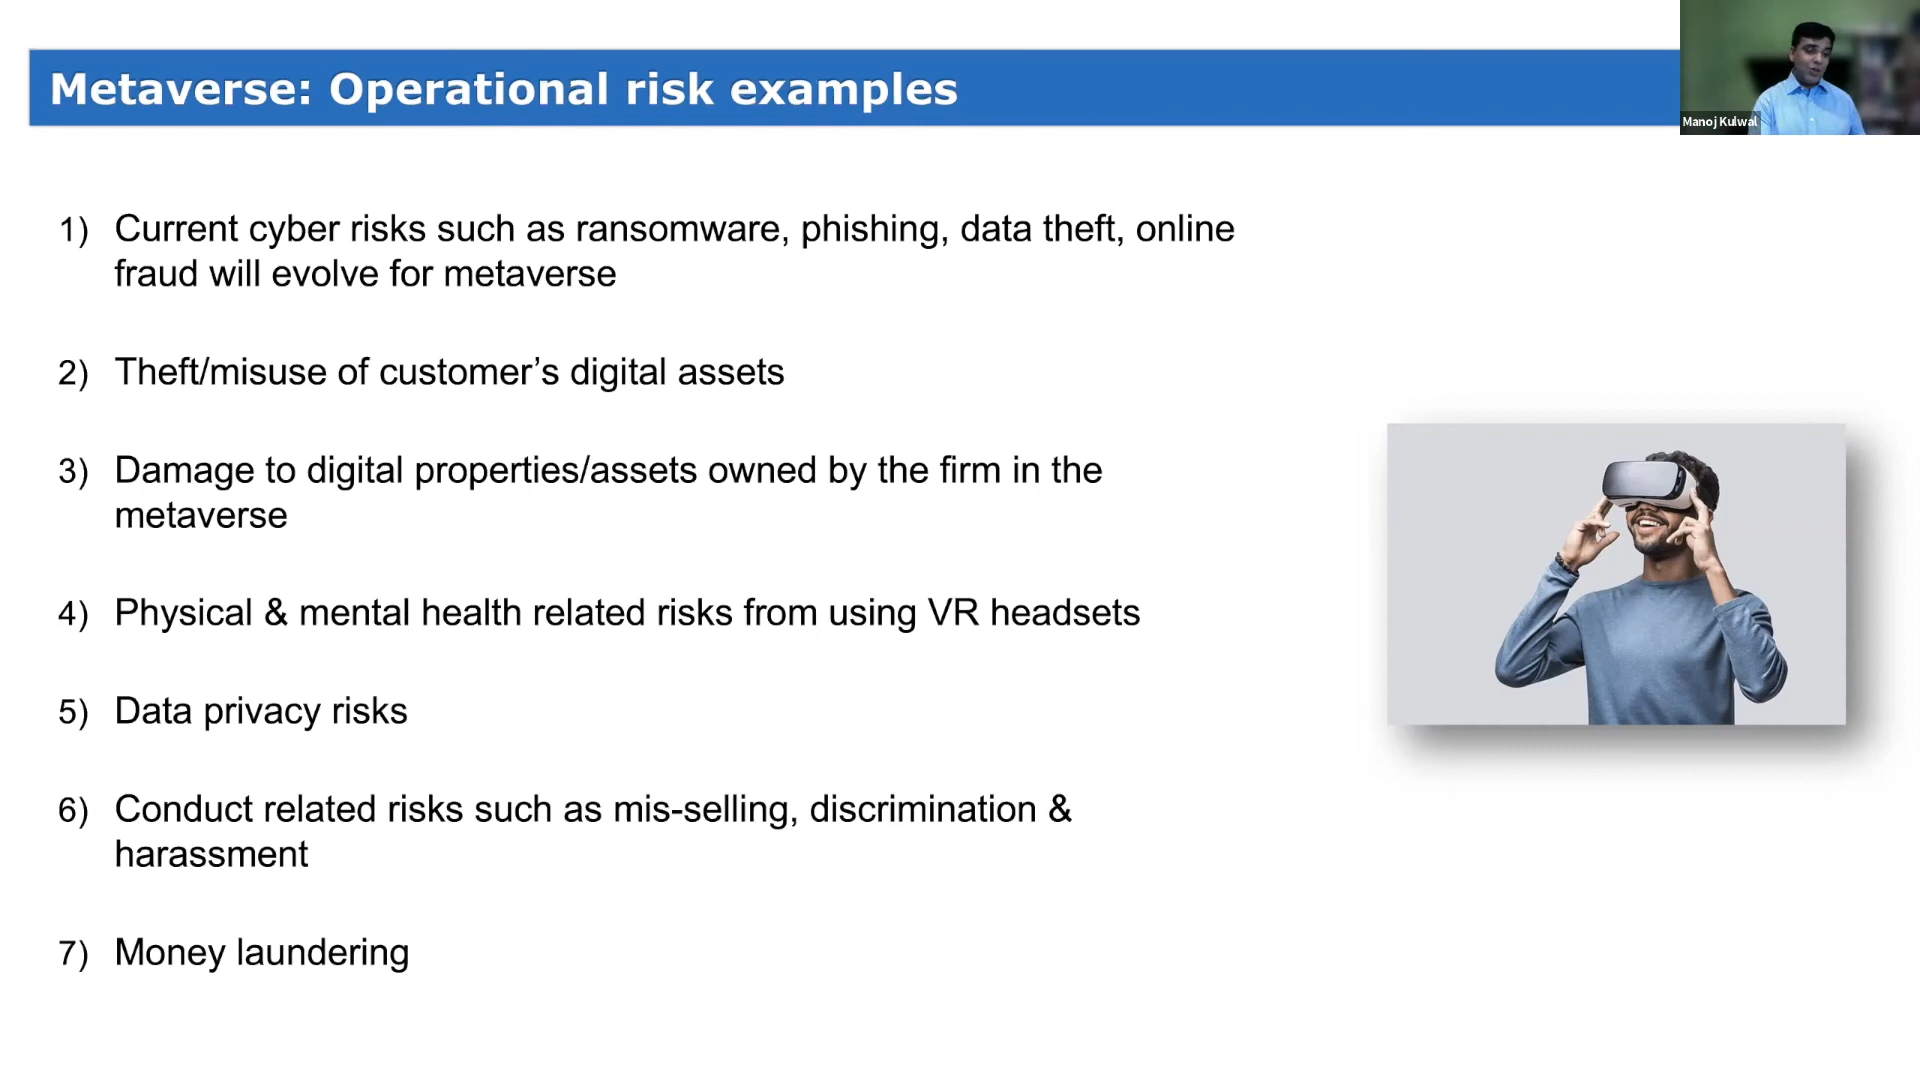 Metaverse: Operational risk examples
Manoj Kulwal
1) Current cyber risks such as ransomware, phishing, data theft, online
fraud will evolve for metaverse
2) Theft/misuse of customer’s digital assets
3) Damage to digital properties/assets owned by the firm in the
metaverse
4) Physical & mental health related risks from using VR headsets
5) Data privacy risks
6) Conduct related risks such as mis-selling, discrimination &
harassment
7) Money laundering